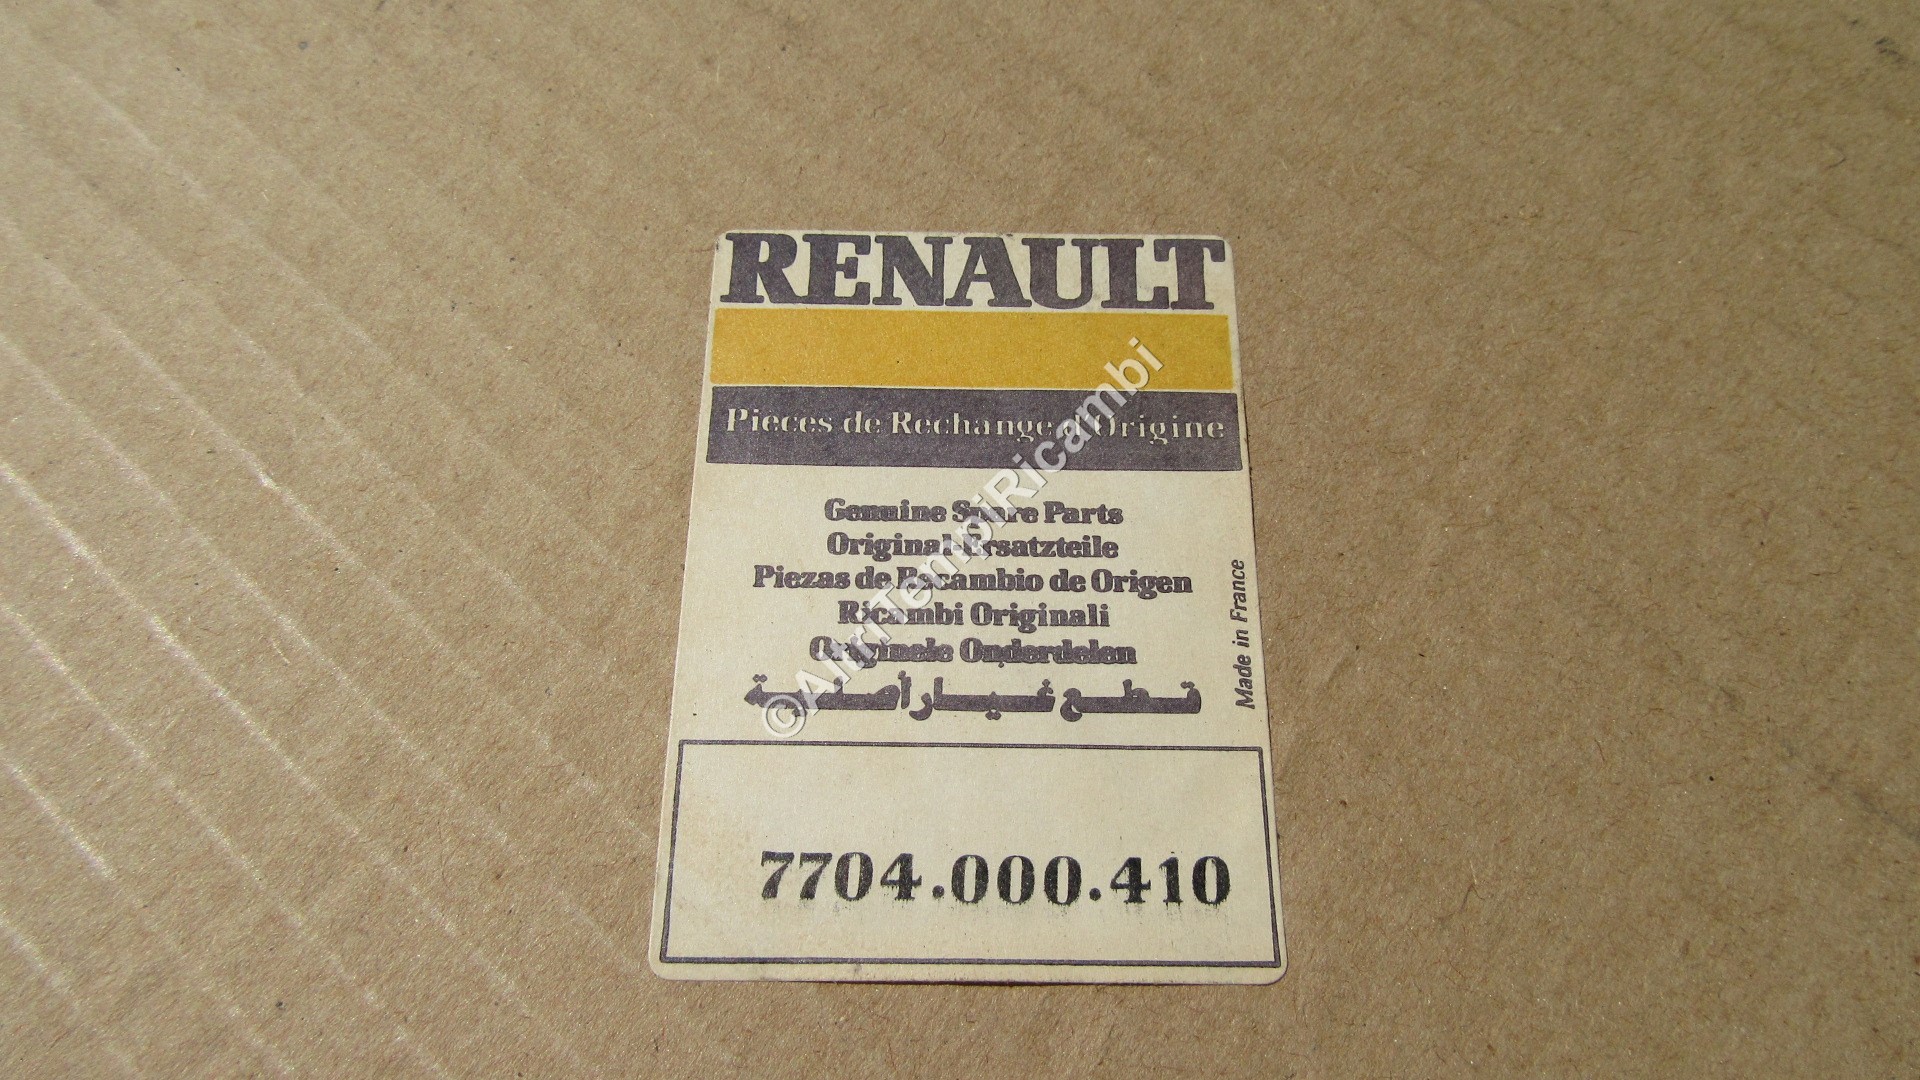 RENAULT
Pieces de Rechange d'Origine
Genuine Spare Parts
Original-Ersatzteile
Piezas de Recambio de Origen
Ricambi Originali
Originele Onderdelen
قطع غيار أصلية
Made in France
7704.000.410
©AltriTempiRicambi